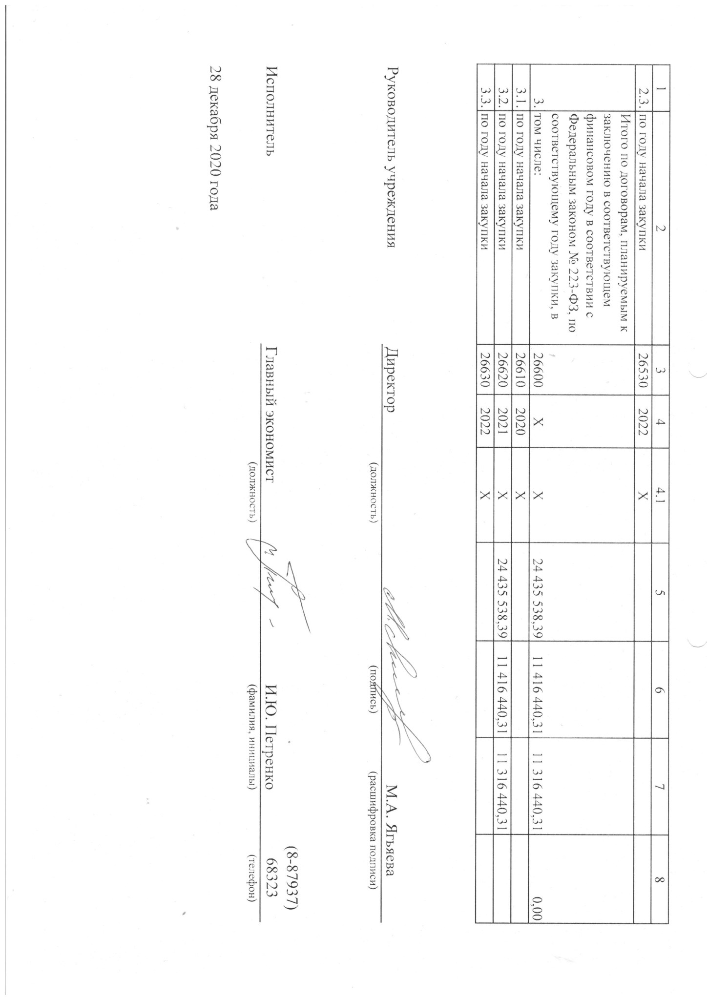 1 2 3 4 4.1 5 6 7 8
2.3. по году начала закупки 26530 2022 X
Итого по договорам, планируемым к
заключению в соответствующем
финансовом году в соответствии с
Федеральным законом № 223-ФЗ, по
соответствующему году закупки, в
3. том числе: 26600 X X 24 435 538,39 11 416 440,31 11 316 440,31 0,00
3.1. по году начала закупки 26610 2020 X
3.2. по году начала закупки 26620 2021 X 24 435 538,39 11 416 440,31 11 316 440,31
3.3. по году начала закупки 26630 2022 X
Руководитель учреждения Директор М.А. Ягьяева
(должность) (подпись) (расшифровка подписи)
(8-87937)
Исполнитель Главный экономист И.Ю. Петренко 68323
(должность) (фамилия, инициалы) (телефон)
28 декабря 2020 года